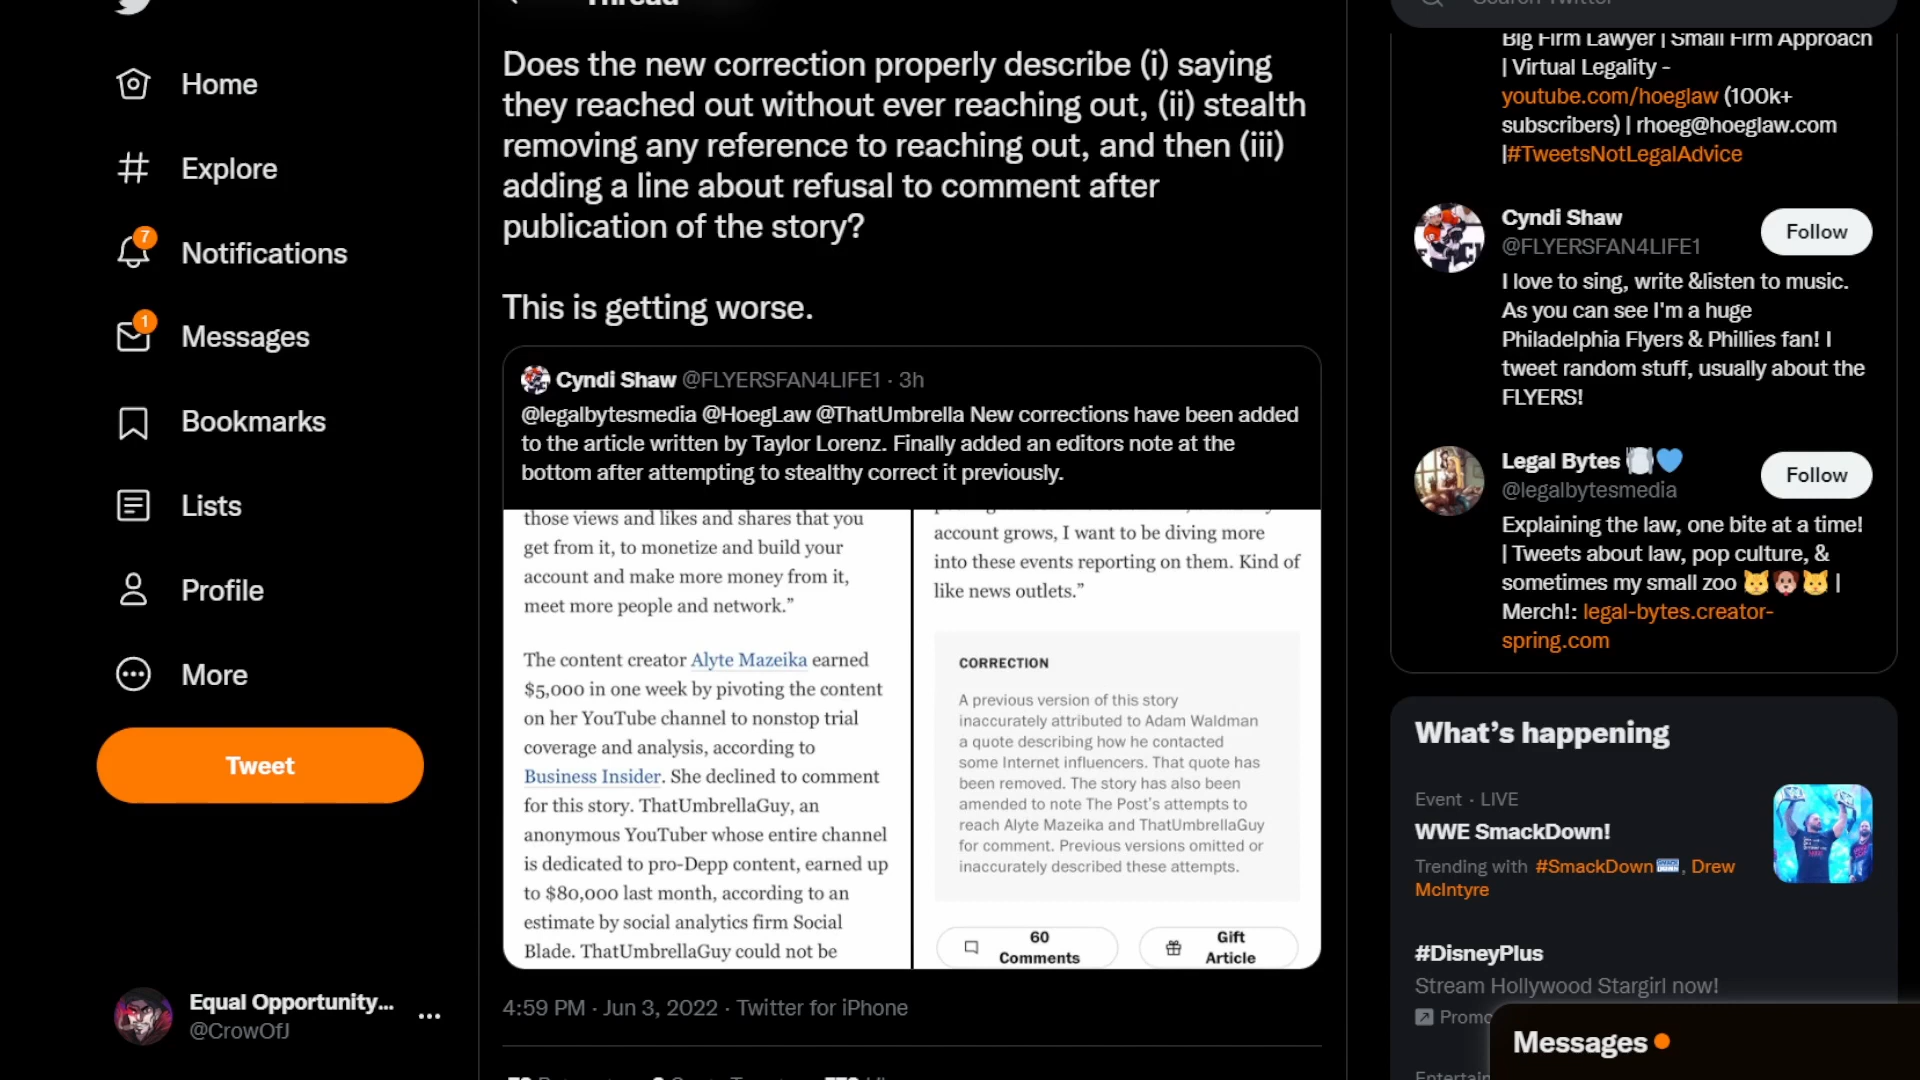 Home
Explore
7
Notifications
1
Messages
Bookmarks
Lists
Profile
More
Tweet
Equal Opportunity...
@CrowOfJ
Thread
Does the new correction properly describe (i) saying
they reached out without ever reaching out, (ii) stealth
removing any reference to reaching out, and then (iii)
adding a line about refusal to comment after
publication of the story?
This is getting worse.
Cyndi Shaw @FLYERSFAN4LIFE1 · 3h
@legalbytesmedia @HoegLaw @ThatUmbrella New corrections have been added
to the article written by Taylor Lorenz. Finally added an editors note at the
bottom after attempting to stealthy correct it previously.
those views and likes and shares that you
get from it, to monetize and build your
account and make more money from it,
meet more people and network.”
The content creator Alyte Mazeika earned
$5,000 in one week by pivoting the content
on her YouTube channel to nonstop trial
coverage and analysis, according to
Business Insider. She declined to comment
for this story. ThatUmbrellaGuy, an
anonymous YouTuber whose entire channel
is dedicated to pro-Depp content, earned up
to $80,000 last month, according to an
estimate by social analytics firm Social
Blade. ThatUmbrellaGuy could not be
account grows, I want to be diving more
into these events reporting on them. Kind of
like news outlets.”
CORRECTION
A previous version of this story
inaccurately attributed to Adam Waldman
a quote describing how he contacted
some Internet influencers. That quote has
been removed. The story has also been
amended to note The Post's attempts to
reach Alyte Mazeika and ThatUmbrellaGuy
for comment. Previous versions omitted or
inaccurately described these attempts.
60
Comments
Gift
Article
4:59 PM · Jun 3, 2022 · Twitter for iPhone
Search Twitter
Big Firm Lawyer | Small Firm Approach
| Virtual Legality -
youtube.com/hoeglaw (100k+
subscribers) | rhoeg@hoeglaw.com
|#TweetsNotLegalAdvice
Cyndi Shaw
@FLYERSFAN4LIFE1
Follow
I love to sing, write &listen to music.
As you can see I'm a huge
Philadelphia Flyers & Phillies fan! I
tweet random stuff, usually about the
FLYERS!
Legal Bytes
@legalbytesmedia
Follow
Explaining the law, one bite at a time!
| Tweets about law, pop culture, &
sometimes my small zoo 🐱🐶🐱 |
Merch!: legal-bytes.creator-
spring.com
What's happening
Event · LIVE
WWE SmackDown!
Trending with #SmackDown, Drew
McIntyre
#DisneyPlus
Stream Hollywood Stargirl now!
Promo
Messages